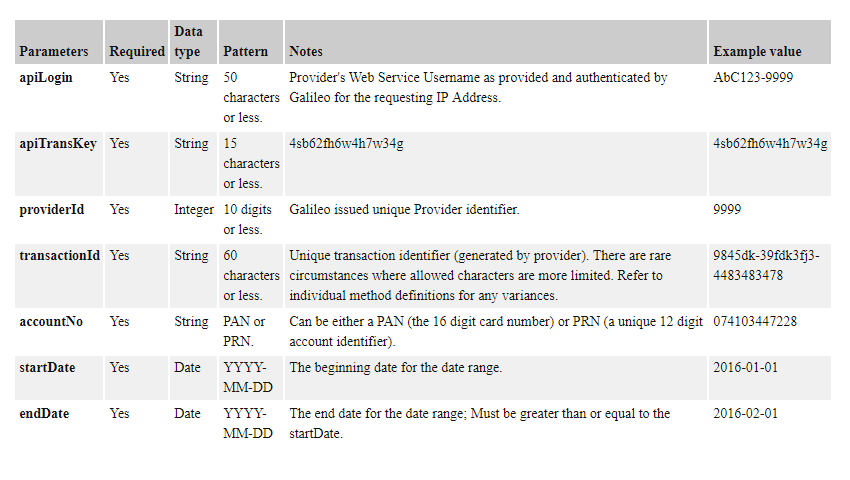 Data
Parameters Required type Pattern Notes Example value
apiLogin Yes String 50 Provider's Web Service Username as provided and authenticated by AbC123-9999
characters Galileo for the requesting IP Address.
or less.
apiTransKey Yes String 15 4sb62fh6w4h7w34g 4sb62fh6w4h7w34g
characters
or less.
providerId Yes Integer 10 digits Galileo issued unique Provider identifier. 9999
or less.
transactionId Yes String 60 Unique transaction identifier (generated by provider). There are rare 9845dk-39fdk3fj3-
characters circumstances where allowed characters are more limited. Refer to 4483483478
or less. individual method definitions for any variances.
accountNo Yes String PAN or Can be either a PAN (the 16 digit card number) or PRN (a unique 12 digit 074103447228
PRN. account identifier).
startDate Yes Date YYYY- The beginning date for the date range. 2016-01-01
MM-DD
endDate Yes Date YYYY- The end date for the date range; Must be greater than or equal to the 2016-02-01
MM-DD startDate.